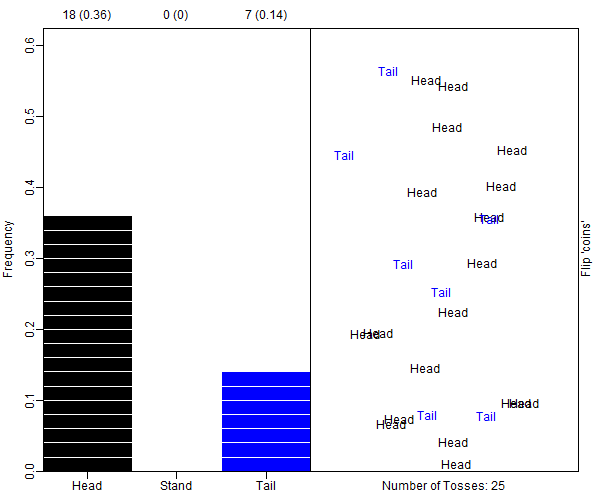 18 (0.36) 0 (0) 7 (0.14)
0.6
0.5
0.4
0.3
0.2
0.1
0.0
Frequency
Head Stand Tail
Tail
Head
Head
Head
Head
Tail
Head
Head
Head
Tail
Tail
Head
Tail
Head
Head
Head
Head
Head
Head
Head
Tail
Tail
Head
Head
Head
Flip 'coins'
Number of Tosses: 25